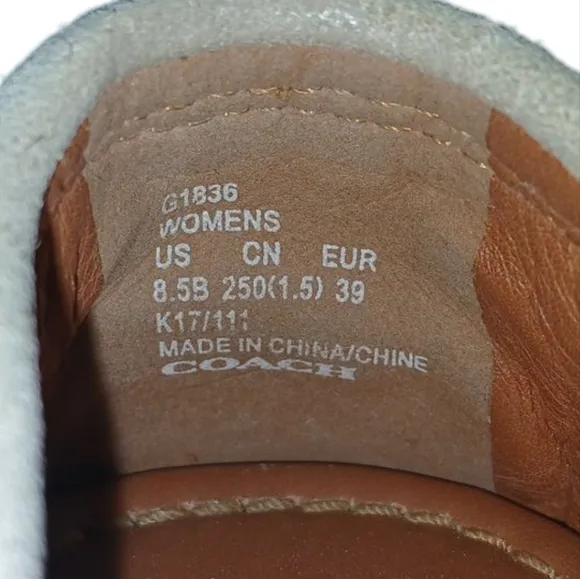 G1836
WOMENS
US CN EUR
8.5B 250(1.5) 39
K17/111
MADE IN CHINA/CHINE
COACH